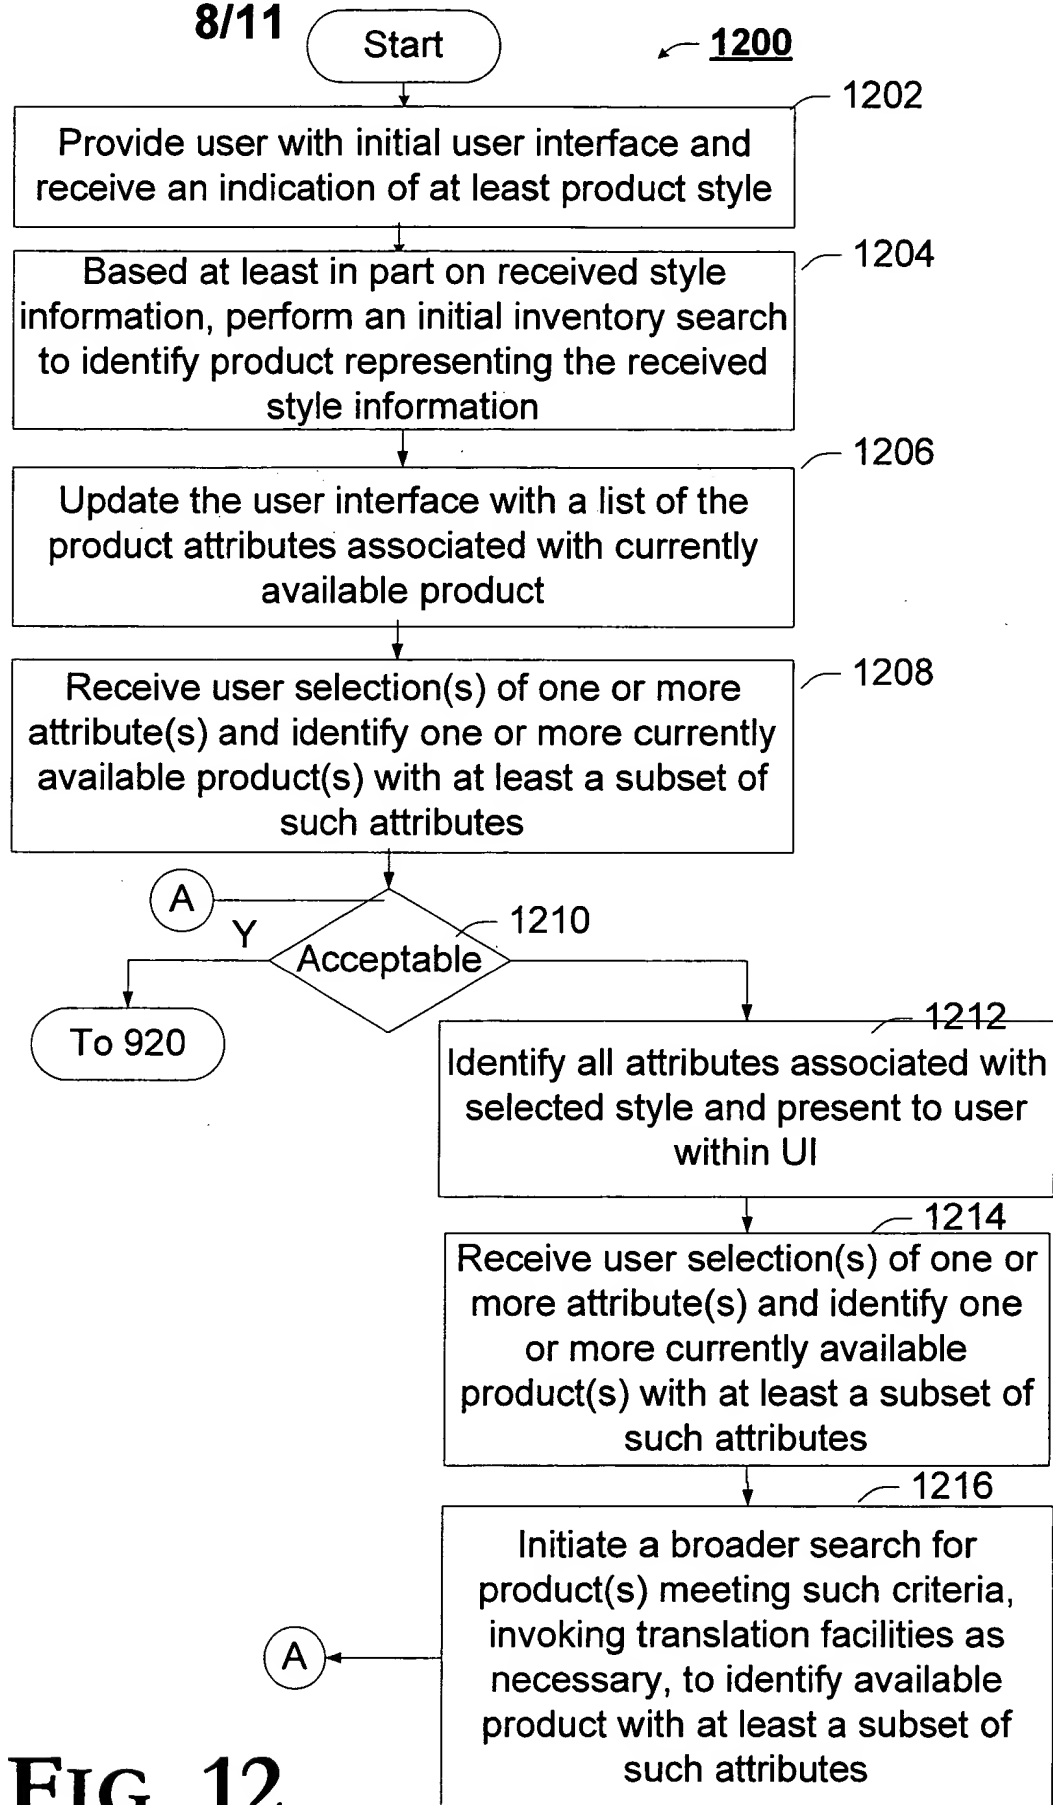 8/11
Start
1200
1202
Provide user with initial user interface and
receive an indication of at least product style
1204
Based at least in part on received style
information, perform an initial inventory search
to identify product representing the received
style information
1206
Update the user interface with a list of the
product attributes associated with currently
available product
1208
Receive user selection(s) of one or more
attribute(s) and identify one or more currently
available product(s) with at least a subset of
such attributes
A
Y
1210
Acceptable
To 920
1212
Identify all attributes associated with
selected style and present to user
within UI
1214
Receive user selection(s) of one or
more attribute(s) and identify one
or more currently available
product(s) with at least a subset of
such attributes
1216
Initiate a broader search for
product(s) meeting such criteria,
invoking translation facilities as
necessary, to identify available
product with at least a subset of
such attributes
A
FIG. 12